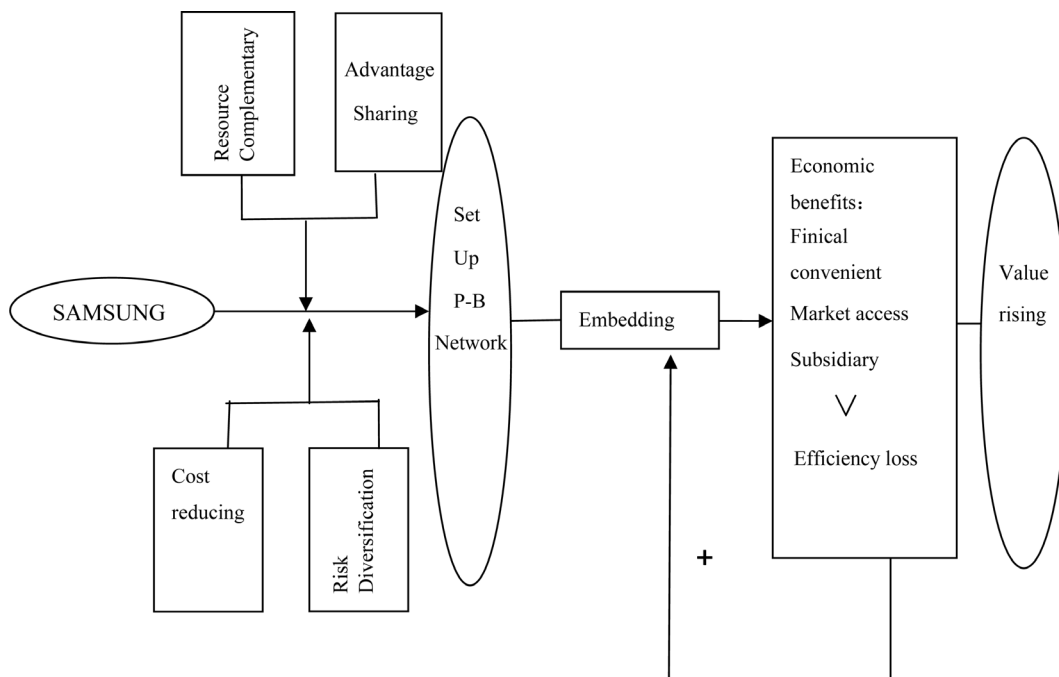 Resource
Complementary
Advantage
Sharing
SAMSUNG
Cost
reducing
Risk
Diversification
Set
Up
P-B
Network
Embedding
+
Economic
benefits：
Finical
convenient
Market access
Subsidiary
Efficiency loss
Value
rising